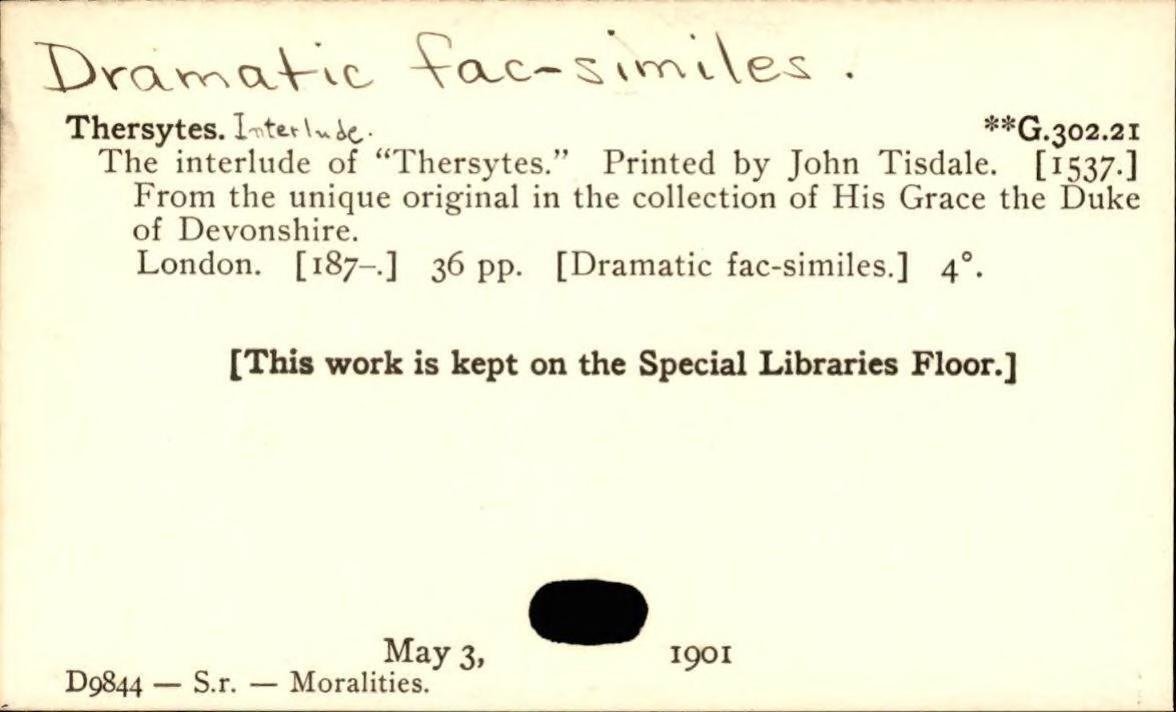 Dramatic fac-similes.
Thersytes. Interlude. **G.302.21
The interlude of “Thersytes.” Printed by John Tisdale. [1537.]
From the unique original in the collection of His Grace the Duke
of Devonshire.
London. [187–.] 36 pp. [Dramatic fac-similes.] 4°.
[This work is kept on the Special Libraries Floor.]
May 3, 1901
D9844 — S.r. — Moralities.